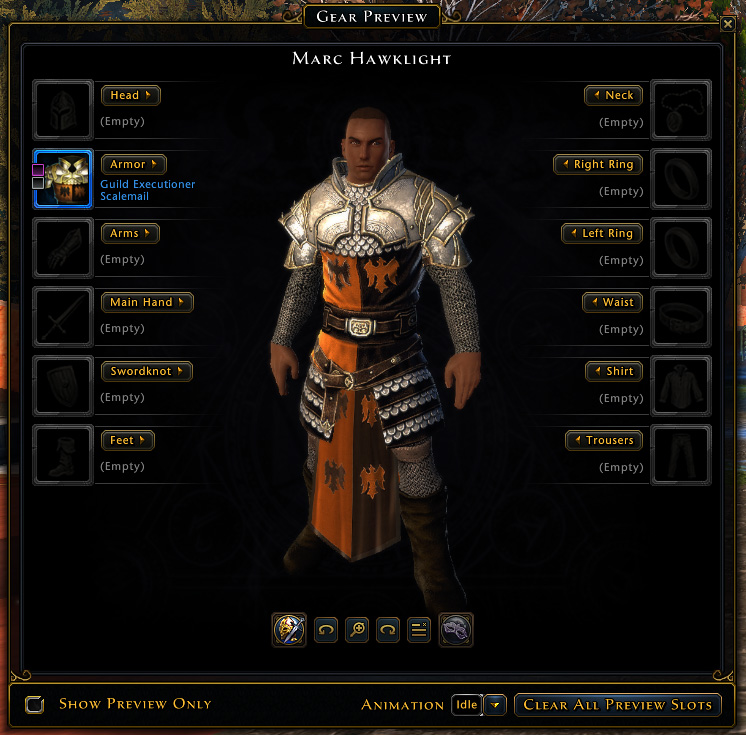 Gear Preview
Marc Hawklight
Head
(Empty)
Armor
Guild Executioner
Scalemail
Arms
(Empty)
Main Hand
(Empty)
Swordknot
(Empty)
Feet
(Empty)
Neck
(Empty)
Right Ring
(Empty)
Left Ring
(Empty)
Waist
(Empty)
Shirt
(Empty)
Trousers
(Empty)
Show Preview Only
Animation
Idle
Clear All Preview Slots